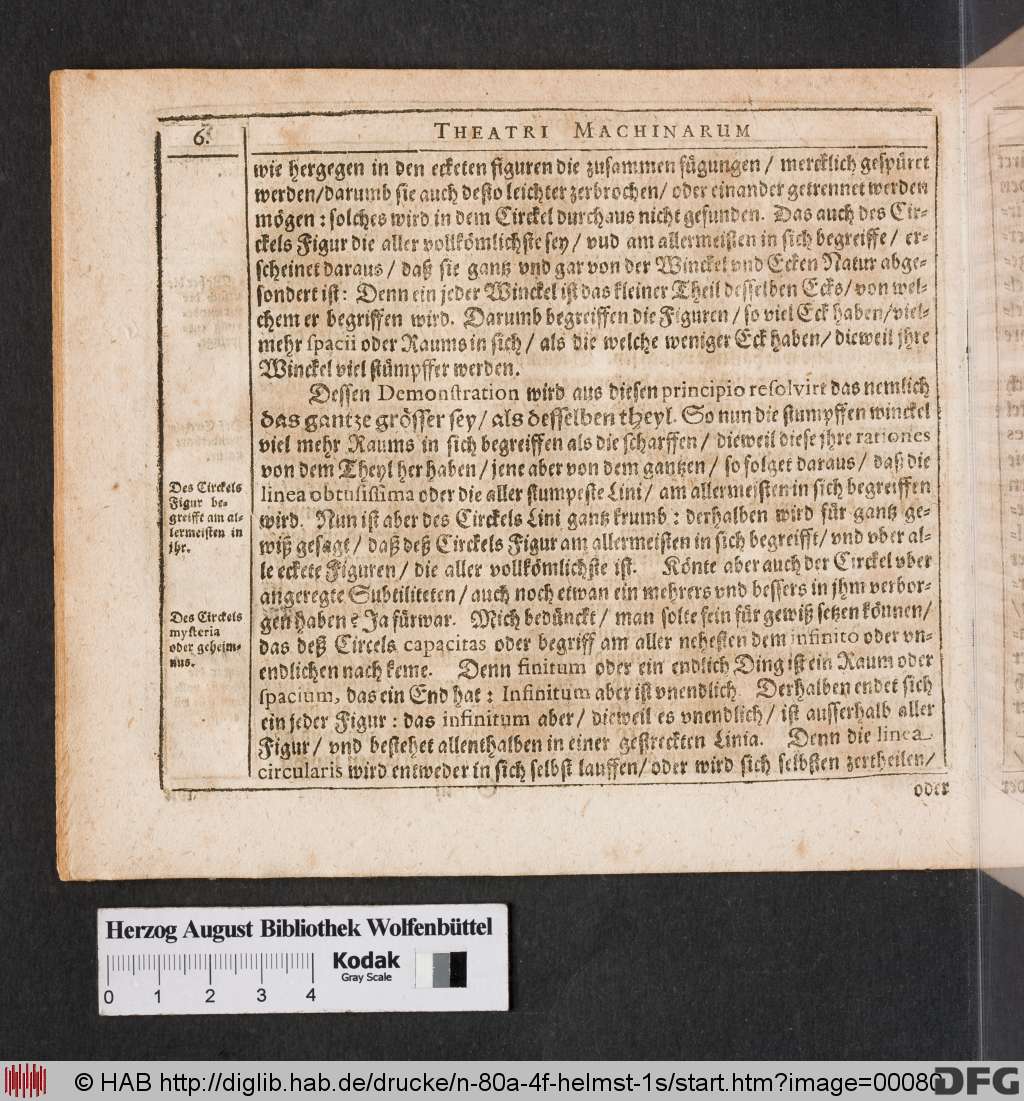 6.
THEATRI MACHINARUM
wie hergegen in den ecketen figuren die zusammen fügungen / mercklich gespüret
werden/darumb sie auch desto leichter zerbrochen/ oder einander getrennet werden
mögen : solches wird in dem Circkel durchaus nicht gefunden. Das auch des Cir-
ckels Figur die aller vollkömlichste sey / vud am allermeisten in sich begreiffe / er-
scheinet daraus / daß sie gantz vnd gar von der Winckel vnd Ecken Natur abge-
sondert ist: Denn ein jeder Winckel ist das kleiner Theil desselben Ecks/ von wel-
chem er begriffen wird. Darumb begreiffen die Figuren / so viel Eck haben/viel-
mehr spacii oder Raums in sich / als die welche weniger Eck haben/ dieweil jhre
Winckel viel stümpffer werden.
Dessen Demonstration wird aus diesen principio resolvirt das nemlich
das gantze grösser sey / als desselben theyl. So nun die stumpffen winckel
viel mehr Raums in sich begreiffen als die scharffen / dieweil diese jhre rationes
von dem Theyl her haben / jene aber von dem gantzen / so folget daraus / daß die
linea obtusissima oder die aller stumpeste Lini / am allermeisten in sich begreiffen
wird. Nun ist aber des Circkels Lini gantz krumb : derhalben wird für gantz ge-
wiß gesagt / daß deß Circkels Figur am allermeisten in sich begreifft/ vnd vber al-
le eckete Figuren / die aller vollkömlichste ist. Könte aber auch der Circkel vber
angeregte Subtiliteten / auch noch etwan ein mehrers vnd bessers in jhm verbor-
gen haben ? Ja fürwar. Mich bedünckt / man solte fein für gewiß setzen können/
das deß Circels capacitas oder begriff am aller nehesten dem infinito oder vn-
endlichen nach keme. Denn finitum oder ein endlich Ding ist ein Raum oder
spacium, das ein End hat : Infinitum aber ist vnendlich. Derhalben endet sich
ein jeder Figur : das infinitum aber / dieweil es vnendlich / ist ausserhalb aller
Figur / vnd bestehet allenthalben in einer gestreckten Linia. Denn die linea
circularis wird entweder in sich selbst lauffen/ oder wird sich selbsten zertheilen/
oder
Des Circkels
Figur be-
greifft am al-
lermeisten in
jhr.
Des Circkels
mysteria
oder geheim-
nus.
Herzog August Bibliothek Wolfenbüttel
Kodak
Gray Scale
0 1 2 3 4
© HAB http://diglib.hab.de/drucke/n-80a-4f-helmst-1s/start.htm?image=00080
DFG